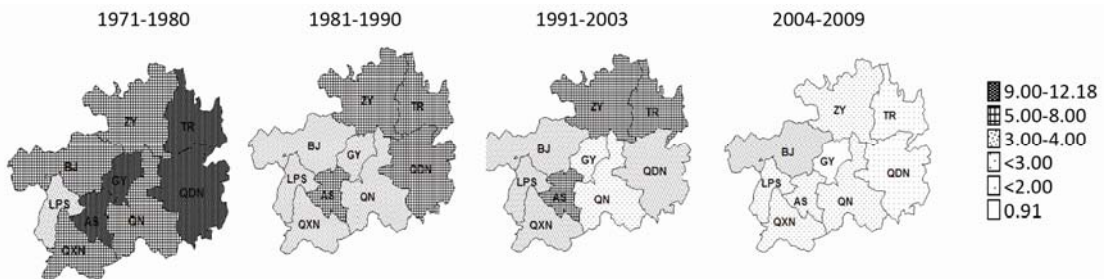 1971-1980
1981-1990
1991-2003
2004-2009
ZY
TR
BJ
GY
QDN
LPS
AS
QN
QXN
ZY
TR
BJ
GY
QDN
LPS
AS
QN
QXN
ZY
TR
BJ
GY
QDN
LPS
AS
QN
QXN
ZY
TR
BJ
GY
QDN
LPS
AS
QN
QXN
9.00-12.18
5.00-8.00
3.00-4.00
<3.00
<2.00
0.91